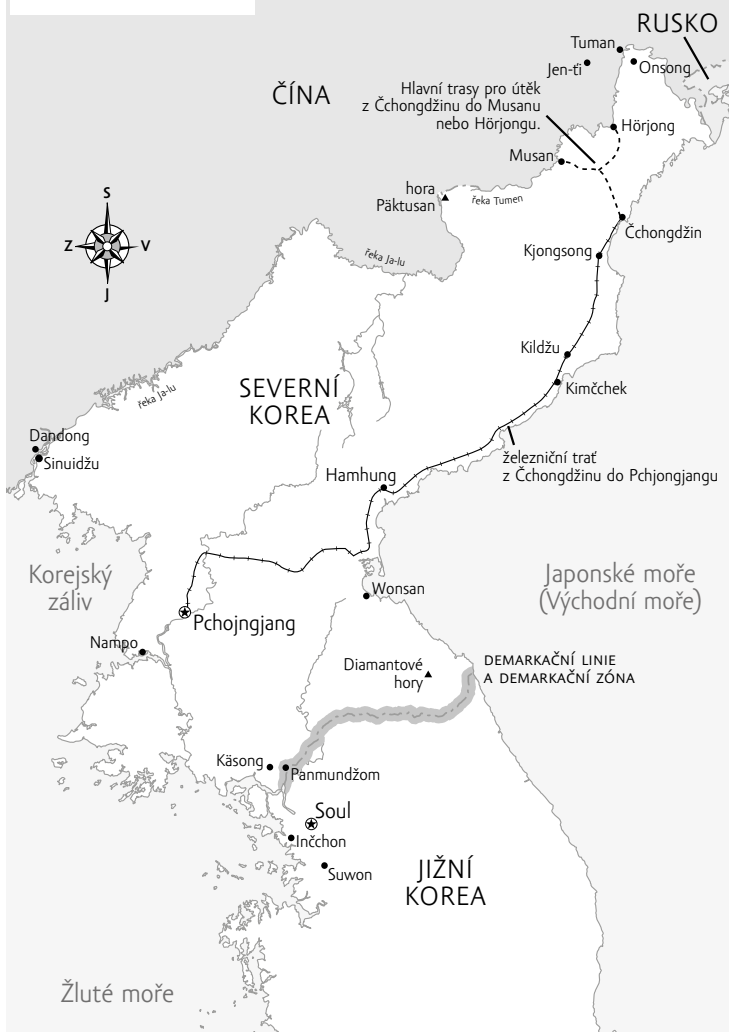 RUSKO
Tuman
Jen-ťi
Onsong
ČÍNA
Hlavní trasy pro útěk
z Čchongdžinu do Musanu
nebo Hörjongu.
Hörjong
Musan
hora
Päktusan
řeka Tumen
S
Z
V
J
Čchongdžin
Kjongsong
řeka Ja-lu
Kildžu
SEVERNÍ
KOREA
Kimčchek
řeka Ja-lu
Dandong
Sinuidžu
železniční trať
z Čchongdžinu do Pchjongjangu
Hamhung
Korejský
záliv
Japonské moře
(Východní moře)
Wonsan
Pchojngjang
Nampo
Diamantové
hory
DEMARKAČNÍ LINIE
A DEMARKAČNÍ ZÓNA
Käsong
Panmundžom
Soul
Inčchon
Suwon
JIŽNÍ
KOREA
Žluté moře